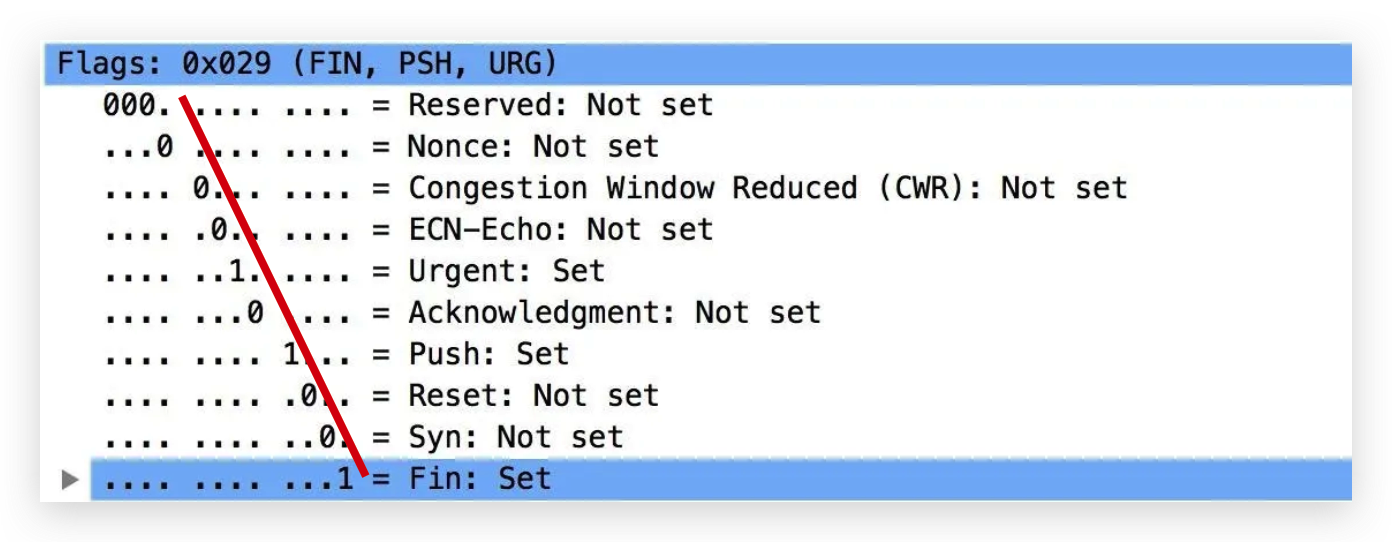 Flags: 0x029 (FIN, PSH, URG)
000. .... .... = Reserved: Not set
...0 .... .... = Nonce: Not set
.... 0... .... = Congestion Window Reduced (CWR): Not set
.... .0.. .... = ECN-Echo: Not set
.... ..1. .... = Urgent: Set
.... ...0 .... = Acknowledgment: Not set
.... .... 1... = Push: Set
.... .... .0.. = Reset: Not set
.... .... ..0. = Syn: Not set
.... .... ...1 = Fin: Set